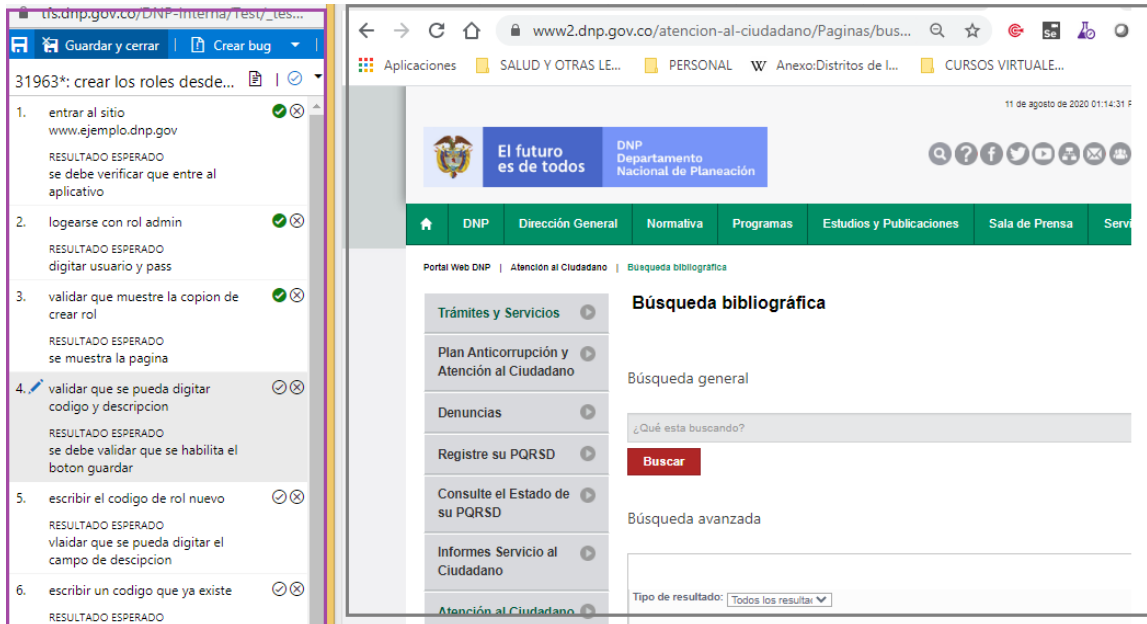 tfs.dnp.gov.co/DNP-Interna/Test/_tes...
Guardar y cerrar | Crear bug
31963*: crear los roles desde...
1. entrar al sitio
www.ejemplo.dnp.gov
RESULTADO ESPERADO
se debe verificar que entre al
aplicativo
2. logearse con rol admin
RESULTADO ESPERADO
digitar usuario y pass
3. validar que muestre la copion de
crear rol
RESULTADO ESPERADO
se muestra la pagina
4. validar que se pueda digitar
codigo y descripcion
RESULTADO ESPERADO
se debe validar que se habilita el
boton guardar
5. escribir el codigo de rol nuevo
RESULTADO ESPERADO
vlaidar que se pueda digitar el
campo de descipcion
6. escribir un codigo que ya existe
RESULTADO ESPERADO
www2.dnp.gov.co/atencion-al-ciudadano/Paginas/bus...
Se
Aplicaciones SALUD Y OTRAS LE... PERSONAL W Anexo:Distritos de l... CURSOS VIRTUALE...
11 de agosto de 2020 01:14:31
El futuro
es de todos
DNP
Departamento
Nacional de Planeación
DNP Dirección General Normativa Programas Estudios y Publicaciones Sala de Prensa Servi
Portal Web DNP | Atención al Ciudadano | Búsqueda bibliográfica
Trámites y Servicios
Plan Anticorrupción y
Atención al Ciudadano
Denuncias
Registre su PQRSD
Consulte el Estado de
su PQRSD
Informes Servicio al
Ciudadano
Atención al Ciudadano
Búsqueda bibliográfica
Búsqueda general
¿Qué esta buscando?
Buscar
Búsqueda avanzada
Tipo de resultado: Todos los resultat